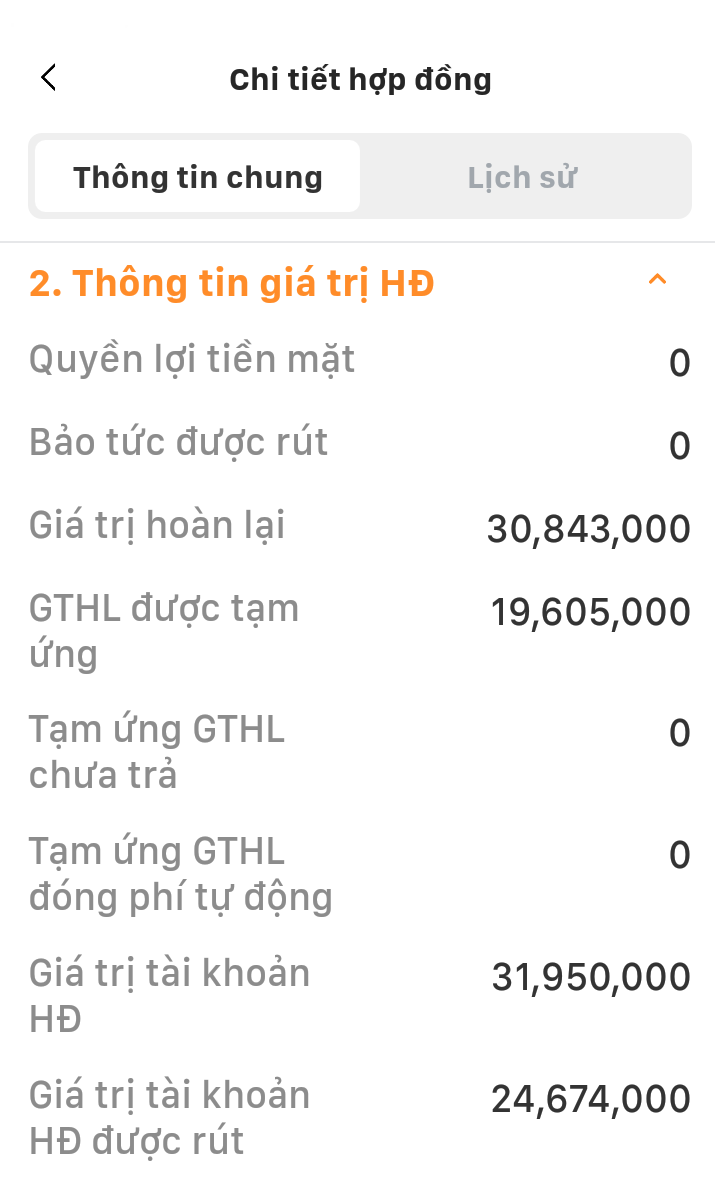 Chi tiết hợp đồng
Thông tin chung
Lịch sử
2. Thông tin giá trị HĐ
Quyền lợi tiền mặt 0
Bảo tức được rút 0
Giá trị hoàn lại 30,843,000
GTHL được tạm 19,605,000
ứng
Tạm ứng GTHL 0
chưa trả
Tạm ứng GTHL 0
đóng phí tự động
Giá trị tài khoản 31,950,000
HĐ
Giá trị tài khoản 24,674,000
HĐ được rút